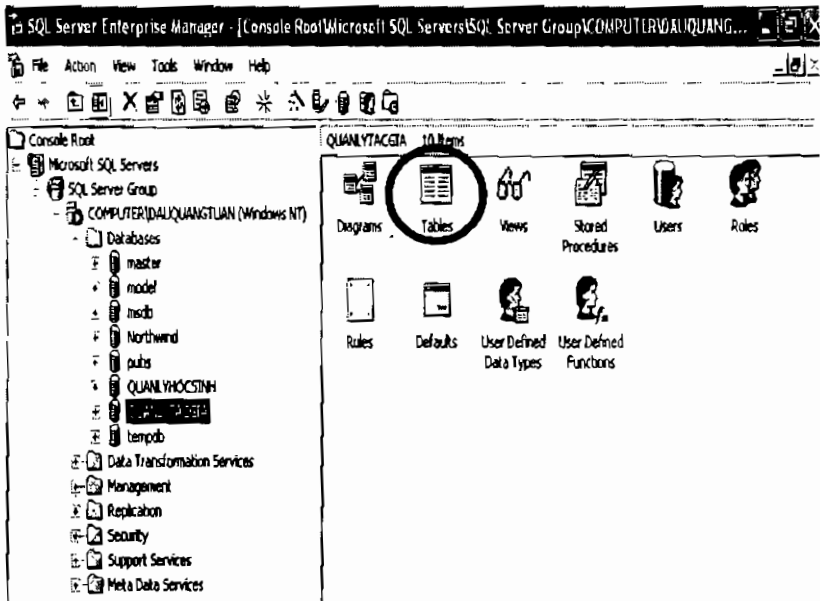 SQL Server Enterprise Manager - [Console Root\Microsoft SQL Servers\SQL Server Group\COMPUTER\DAUQUANG...
File Action View Tools Window Help
Console Root
Microsoft SQL Servers
SQL Server Group
COMPUTER\DAUQUANGTUAN (Windows NT)
Databases
master
model
msdb
Northwind
pubs
QUANLYHOCSINH
tempdb
Data Transformation Services
Management
Replication
Security
Support Services
Meta Data Services
QUANLYTACGIA 10 Items
Diagrams Tables Views Stored Procedures Users Roles
Rules Defaults User Defined Data Types User Defined Functions